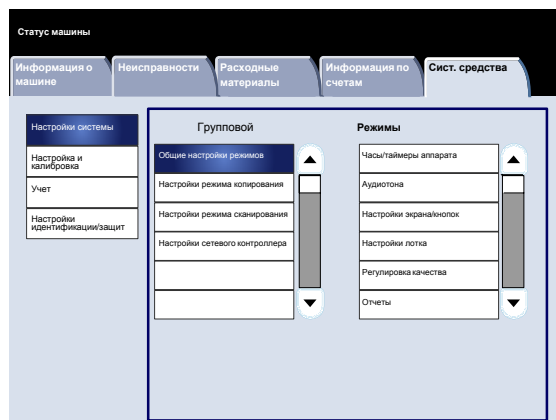 Статус машины
Информация о
машине
Неисправности
Расходные
материалы
Информация по
счетам
Сист. средства
Настройки системы
Настройка и
калибровка
Учет
Настройки
идентификации/защит
Групповой
Общие настройки режимов
Настройки режима копирования
Настройки режима сканирования
Настройки сетевого контроллера
Режимы
Часы/таймеры аппарата
Аудиотона
Настройки экрана/кнопок
Настройки лотка
Регулировка качества
Отчеты